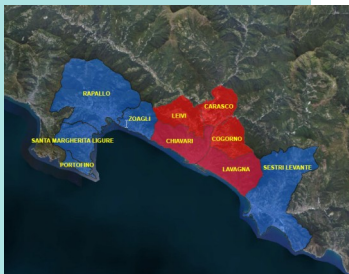 RAPALLO
ZOAGLI
LEIVI
CARASCO
SANTA MARGHERITA LIGURE
CHIAVARI
COGORNO
PORTOFINO
LAVAGNA
SESTRI LEVANTE